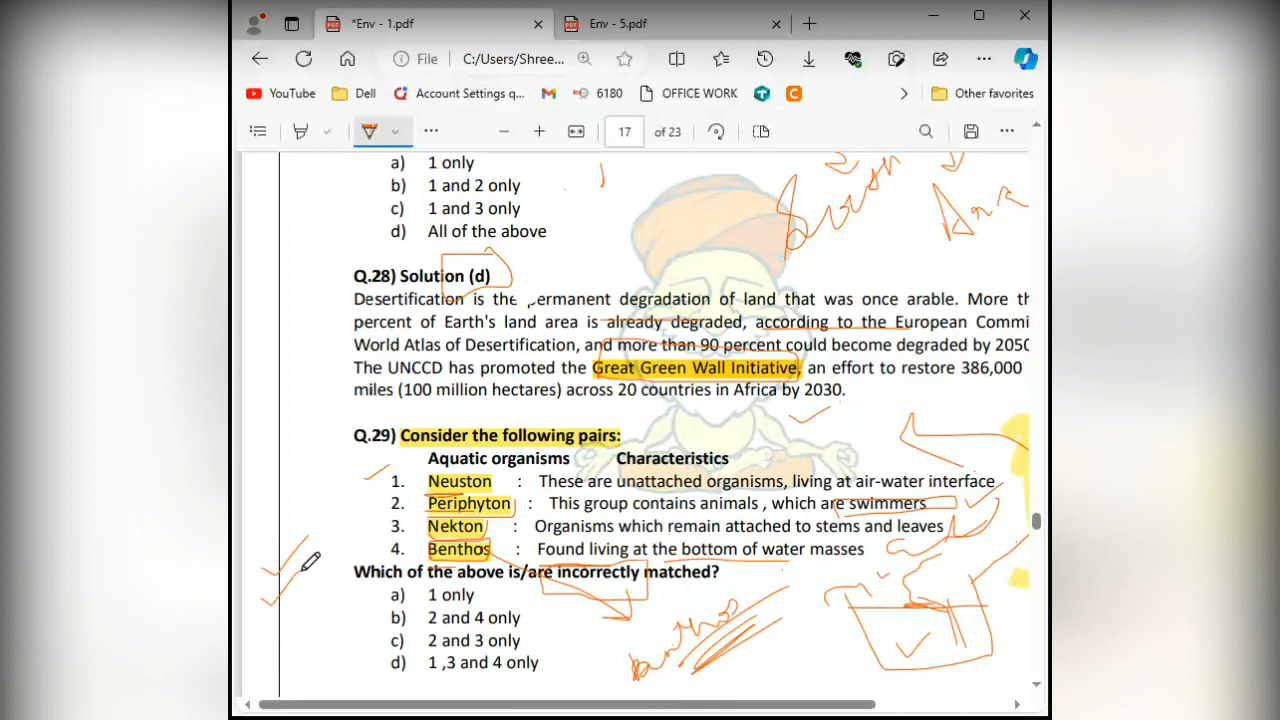 *Env - 1.pdf
Env - 5.pdf
File
C:/Users/Shree...
YouTube
Dell
Account Settings q...
6180
OFFICE WORK
Other favorites
17 of 23
a) 1 only
b) 1 and 2 only
c) 1 and 3 only
d) All of the above
Q.28) Solution (d)
Desertification is the permanent degradation of land that was once arable. More th
percent of Earth's land area is already degraded, according to the European Commi
World Atlas of Desertification, and more than 90 percent could become degraded by 2050
The UNCCD has promoted the Great Green Wall Initiative, an effort to restore 386,000
miles (100 million hectares) across 20 countries in Africa by 2030.
Q.29) Consider the following pairs:
Aquatic organisms Characteristics
1. Neuston : These are unattached organisms, living at air-water interface
2. Periphyton : This group contains animals , which are swimmers
3. Nekton : Organisms which remain attached to stems and leaves
4. Benthos : Found living at the bottom of water masses
Which of the above is/are incorrectly matched?
a) 1 only
b) 2 and 4 only
c) 2 and 3 only
d) 1 ,3 and 4 only